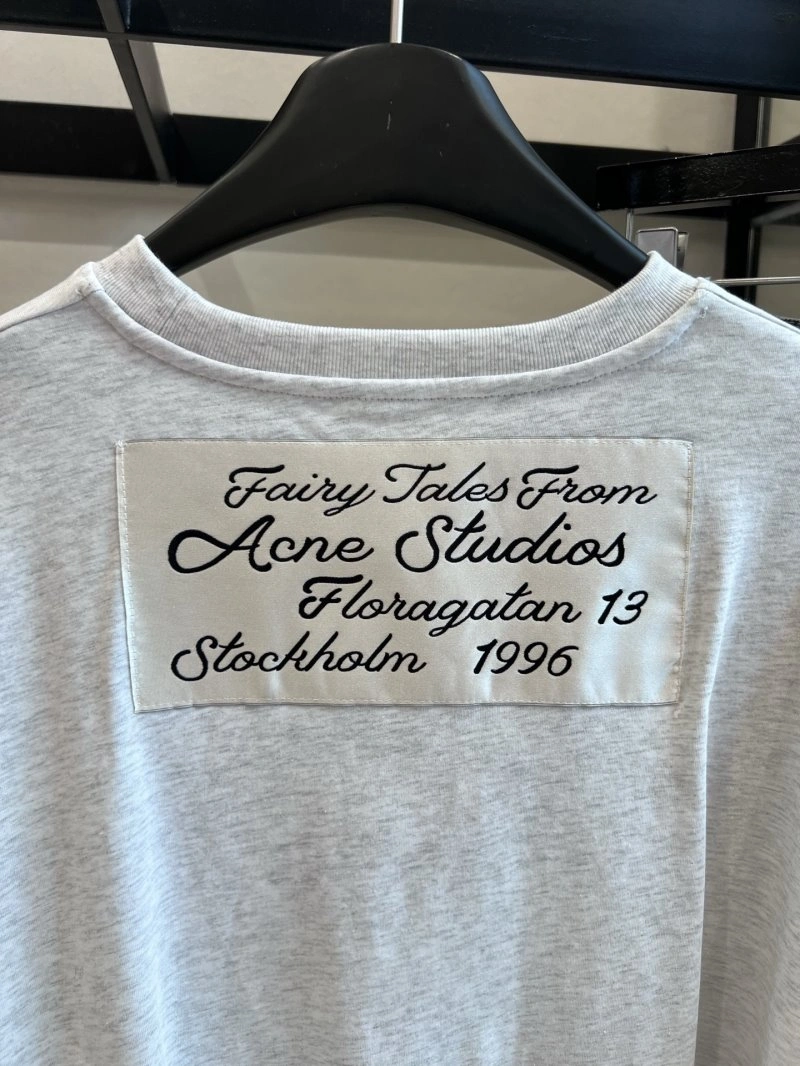 Fairy Tales From
Acne Studios
Floragatan 13
Stockholm 1996